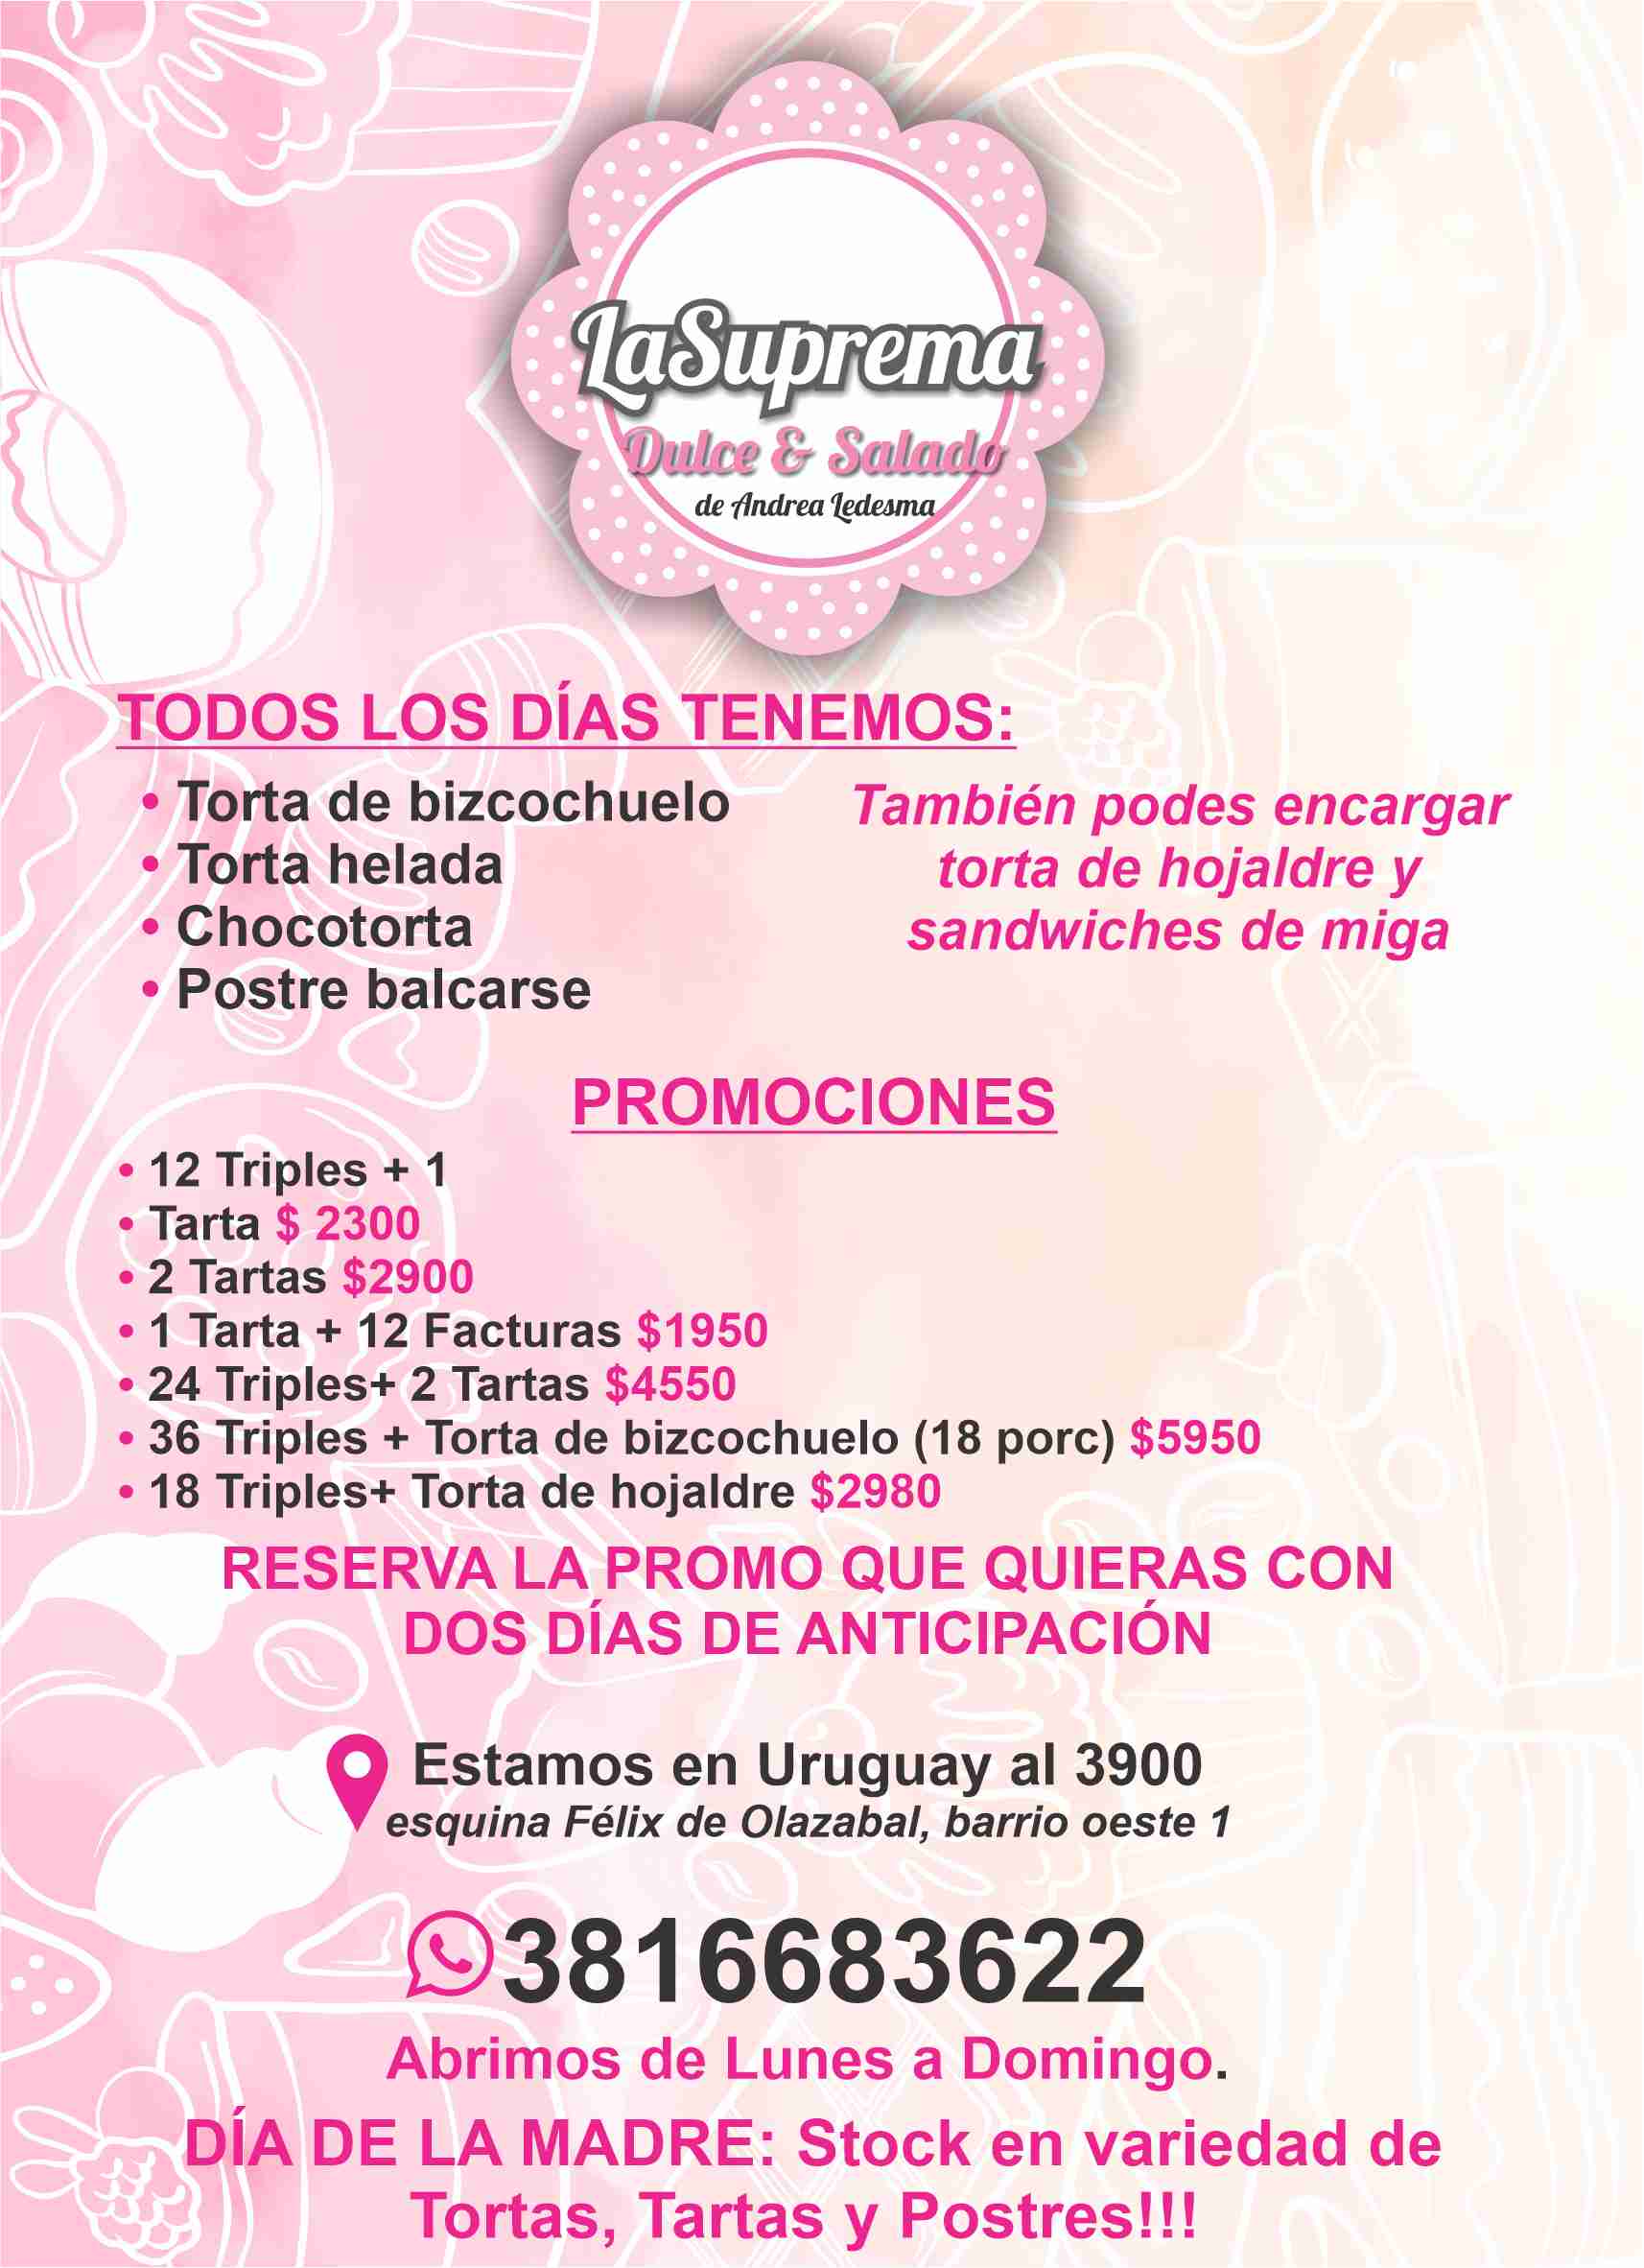 LaSuprema
Dulce & Salado
de Andrea Ledesma
TODOS LOS DÍAS TENEMOS:
• Torta de bizcochuelo
• Torta helada
• Chocotorta
• Postre balcarse
También podes encargar
torta de hojaldre y
sandwiches de miga
PROMOCIONES
• 12 Triples + 1
• Tarta $ 2300
• 2 Tartas $2900
• 1 Tarta + 12 Facturas $1950
• 24 Triples+ 2 Tartas $4550
• 36 Triples + Torta de bizcochuelo (18 porc) $5950
• 18 Triples+ Torta de hojaldre $2980
RESERVA LA PROMO QUE QUIERAS CON
DOS DÍAS DE ANTICIPACIÓN
Estamos en Uruguay al 3900
esquina Félix de Olazabal, barrio oeste 1
3816683622
Abrimos de Lunes a Domingo.
DÍA DE LA MADRE: Stock en variedad de
Tortas, Tartas y Postres!!!